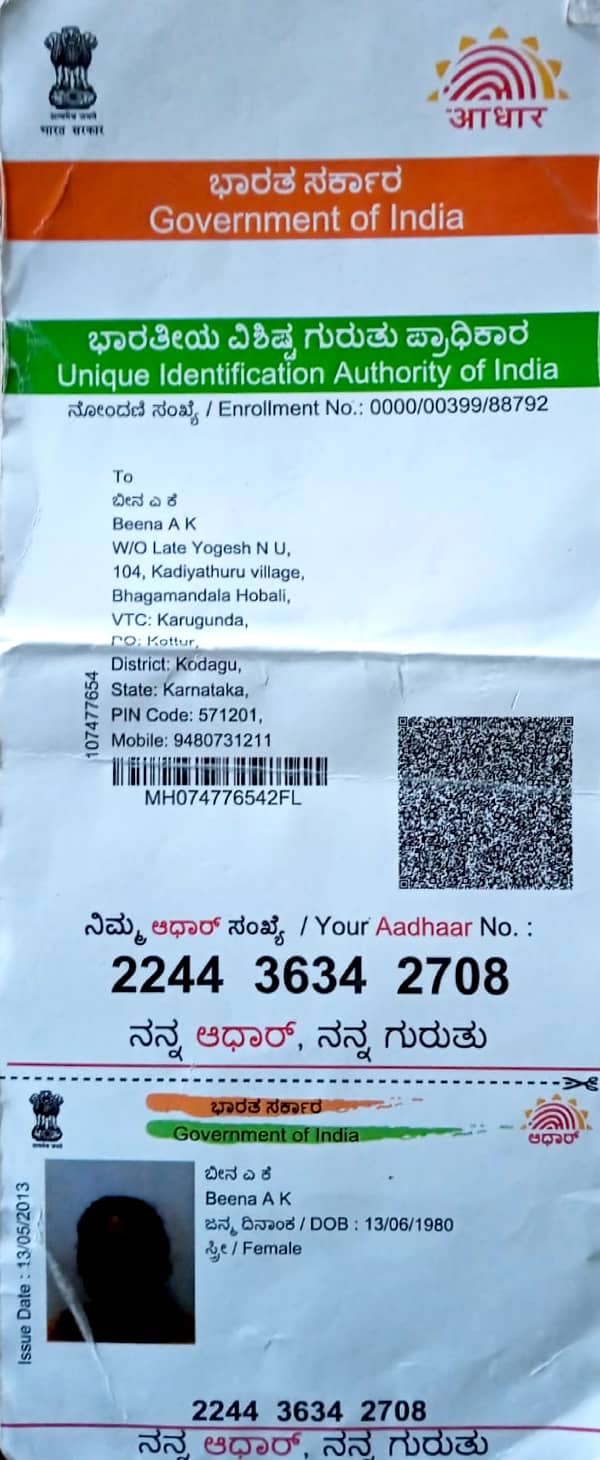 भारत सरकार
आधार
ಭಾರತ ಸರ್ಕಾರ
Government of India
ಭಾರತೀಯ ವಿಶಿಷ್ಟ ಗುರುತು ಪ್ರಾಧಿಕಾರ
Unique Identification Authority of India
ನೋಂದಣಿ ಸಂಖ್ಯೆ / Enrollment No.: 0000/00399/88792
To
ಬೀನ ಎ ಕೆ
Beena A K
W/O Late Yogesh N U,
104, Kadiyathuru village,
Bhagamandala Hobali,
VTC: Karugunda,
PO: Kottur,
District: Kodagu,
State: Karnataka,
PIN Code: 571201,
Mobile: 9480731211
107477654
MH074776542FL
ನಿಮ್ಮ ಆಧಾರ್ ಸಂಖ್ಯೆ / Your Aadhaar No. :
2244 3634 2708
ನನ್ನ ಆಧಾರ್, ನನ್ನ ಗುರುತು
ಭಾರತ ಸರ್ಕಾರ
Government of India
ಆಧಾರ್
ಬೀನ ಎ ಕೆ
Beena A K
ಜನ್ಮ ದಿನಾಂಕ / DOB : 13/06/1980
ಸ್ತ್ರೀ / Female
Issue Date : 13/05/2013
2244 3634 2708
ನನ್ನ ಆಧಾರ್, ನನ್ನ ಗುರುತು